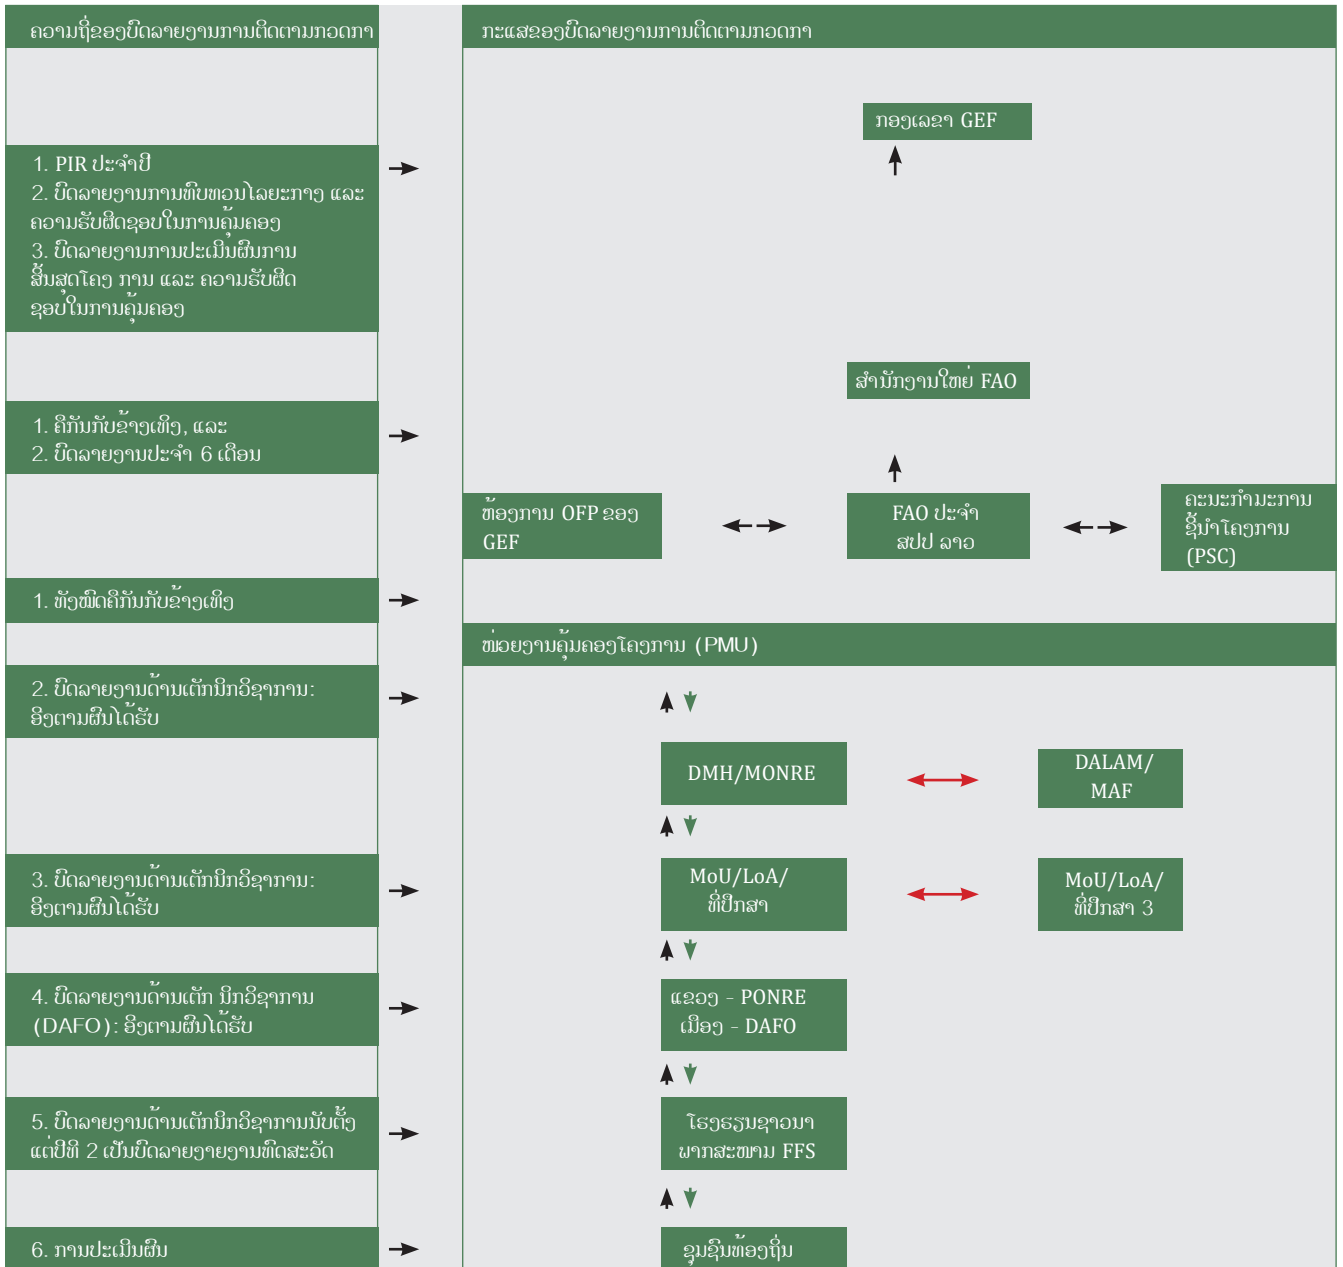 ຄວາມຖີ່ຂອງບົດລາຍງານການຕິດຕາມກວດກາ
ກະແສຂອງບົດລາຍງານການຕິດຕາມກວດກາ
ກອງເລຂາ GEF
1. PIR ປະຈຳປີ
2. ບົດລາຍງານການທົບທວນໄລຍະກາງ ແລະ
ຄວາມຮັບຜິດຊອບໃນການຄຸ້ມຄອງ
3. ບົດລາຍງານການປະເມີນຜົນການ
ສິ້ນສຸດໂຄງ ການ ແລະ ຄວາມຮັບຜິດ
ຊອບໃນການຄຸ້ມຄອງ
ສຳນັກງານໃຫຍ່ FAO
1. ຄືກັນກັບຂ້າງເທິງ, ແລະ
2. ບົດລາຍງານປະຈຳ 6 ເດືອນ
ຫ້ອງການ OFP ຂອງ
GEF
FAO ປະຈຳ
ສປປ ລາວ
ຄະນະກຳມະການ
ຊີ້ນຳໂຄງການ
(PSC)
1. ທັງໝົດຄືກັນກັບຂ້າງເທິງ
ໜ່ວຍງານຄຸ້ມຄອງໂຄງການ (PMU)
2. ບົດລາຍງານດ້ານເຕັກນິກວິຊາການ:
ອີງຕາມຜົນໄດ້ຮັບ
DMH/MONRE
DALAM/
MAF
3. ບົດລາຍງານດ້ານເຕັກນິກວິຊາການ:
ອີງຕາມຜົນໄດ້ຮັບ
MoU/LoA/
ທີ່ປຶກສາ
MoU/LoA/
ທີ່ປຶກສາ 3
4. ບົດລາຍງານດ້ານເຕັກ ນິກວິຊາການ
(DAFO): ອີງຕາມຜົນໄດ້ຮັບ
ແຂວງ - PONRE
ເມືອງ - DAFO
5. ບົດລາຍງານດ້ານເຕັກນິກວິຊາການນັບຕັ້ງ
ແຕ່ປີທີ 2 ເປັນບົດລາຍງາຍງານທົດສະວັດ
ໂຮງຮຽນຊາວນາ
ພາກສະໜາມ FFS
6. ການປະເມີນຜົນ
ຊຸມຊົນທ້ອງຖິ່ນ